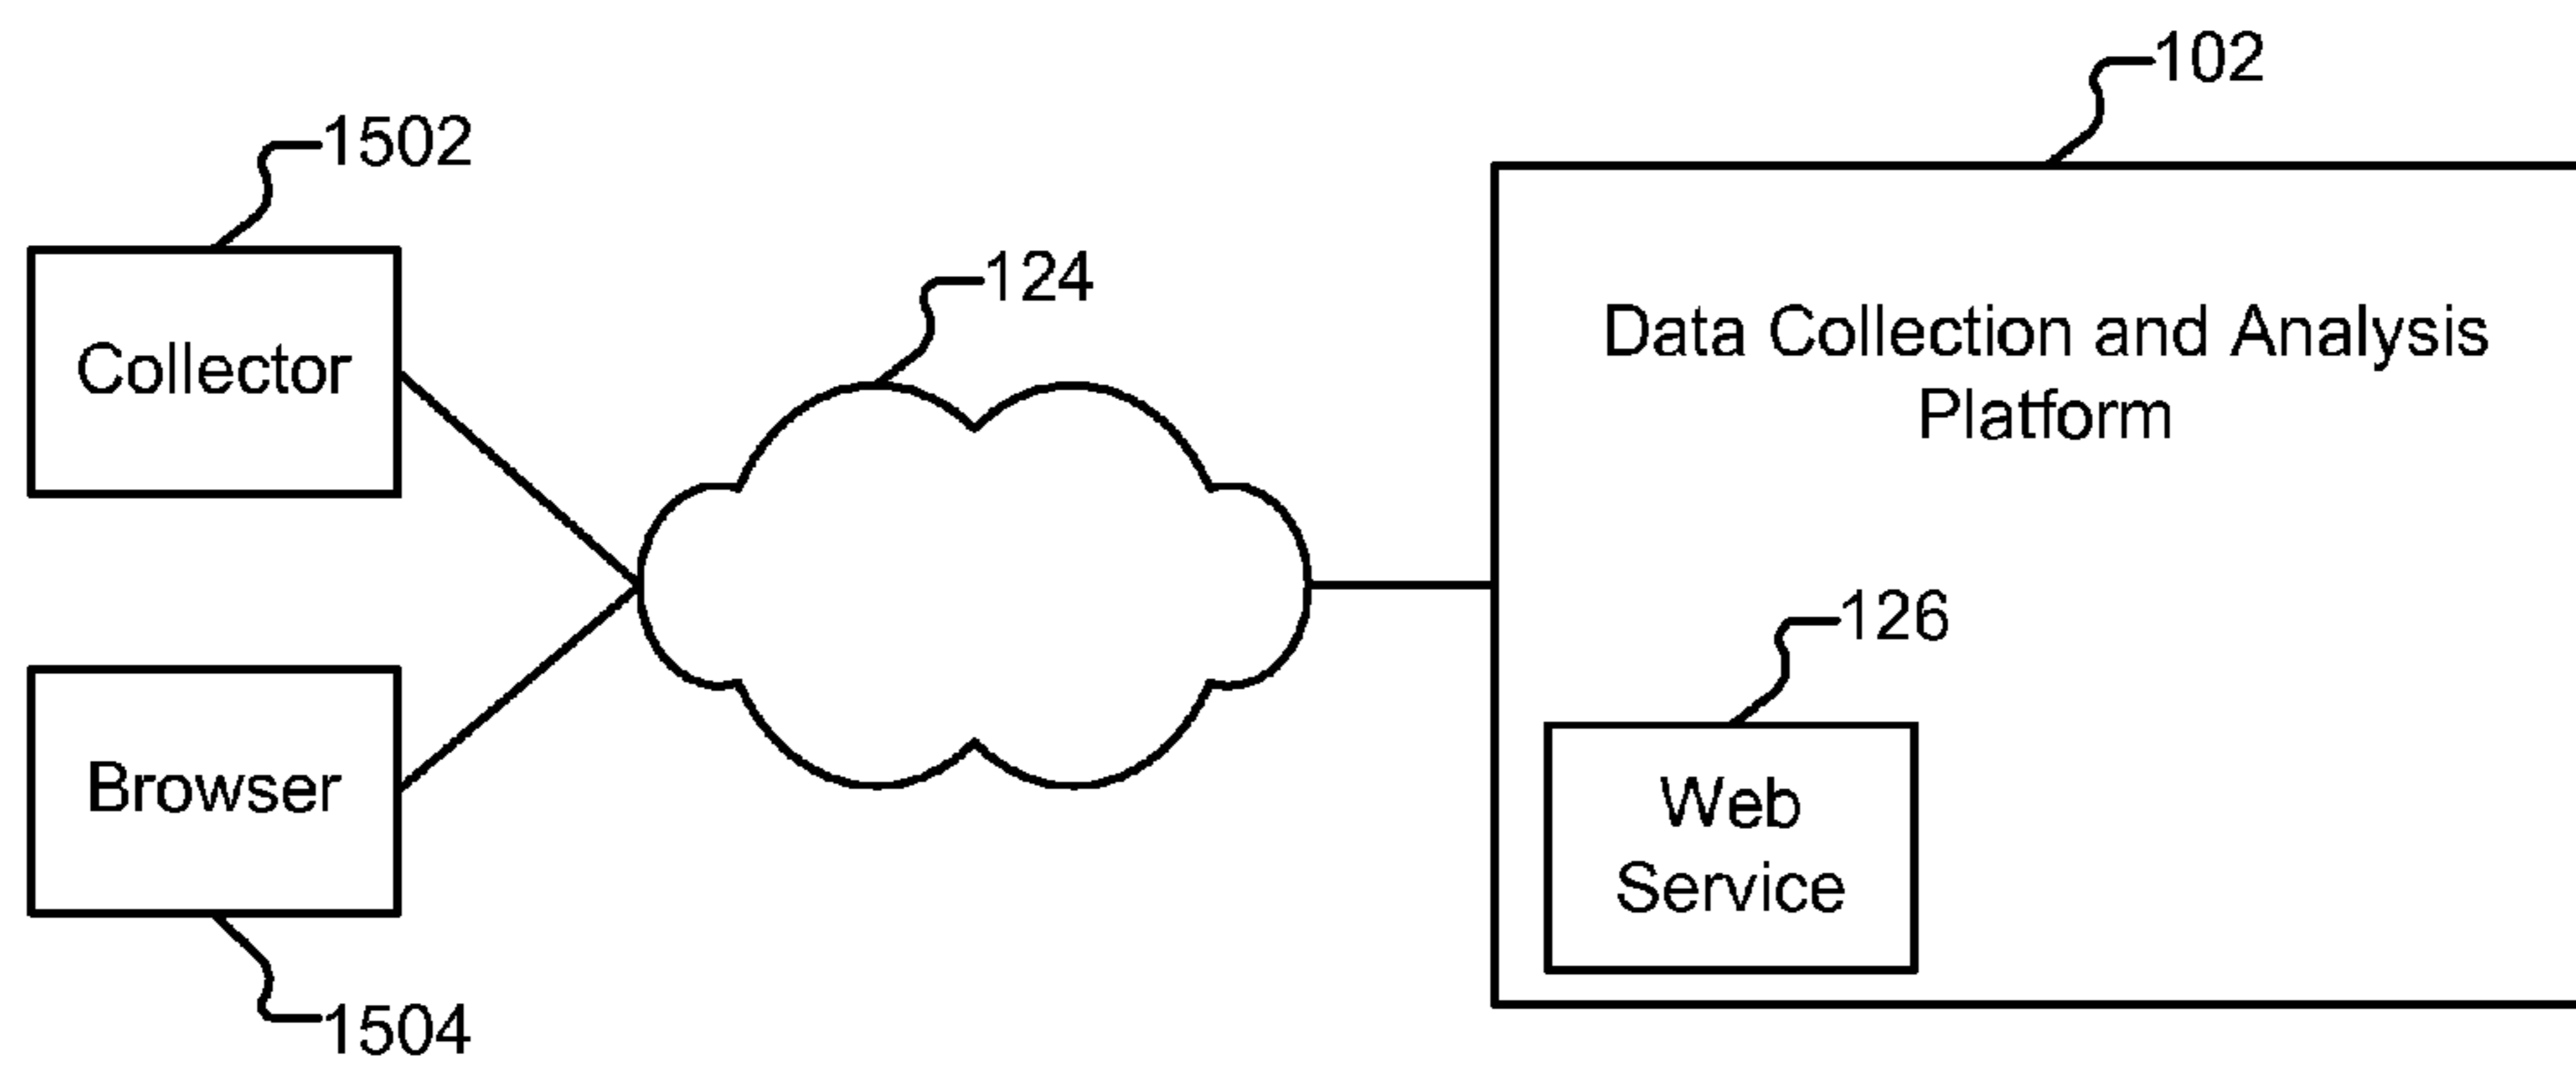 102
1502
124
Collector
Data Collection and Analysis
Platform
126
Browser
Web
Service
1504